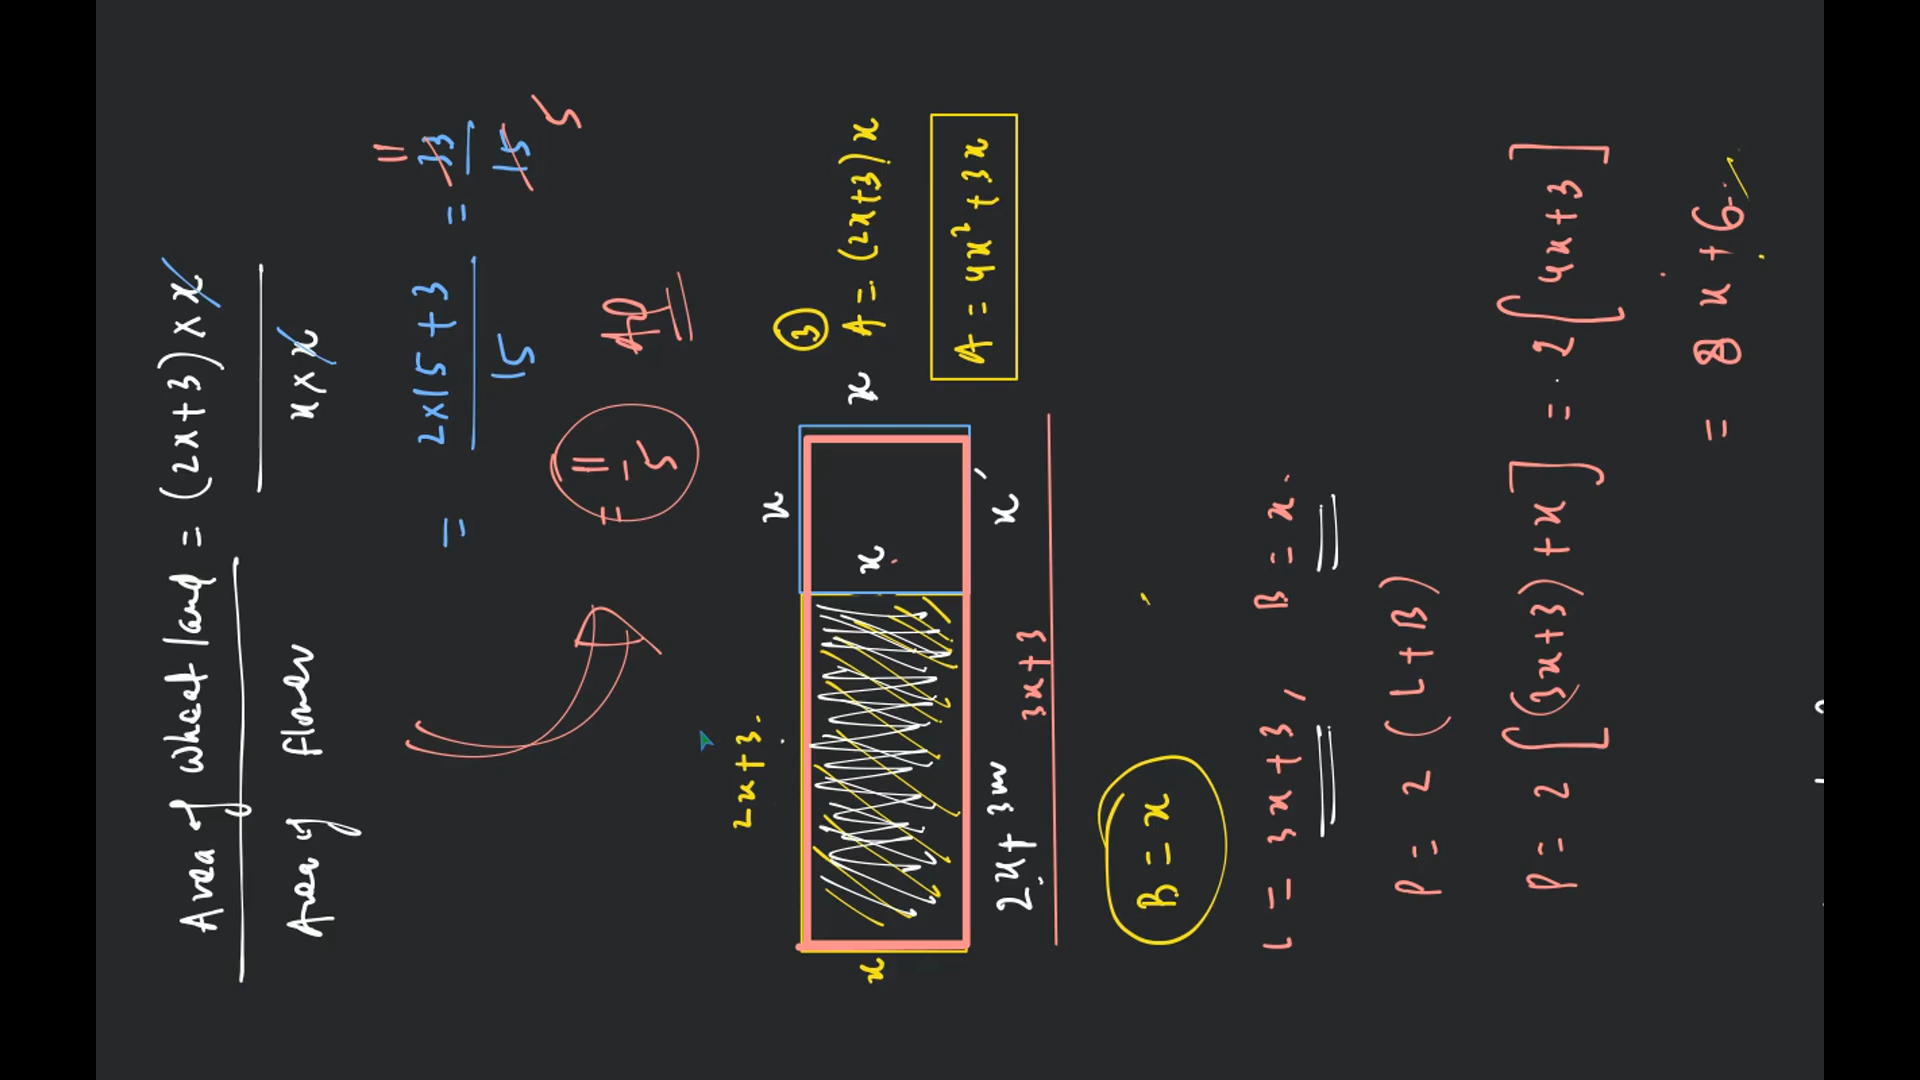 Area of wheat land = (2x+3) × x
Area of flower x × x
= 2×15+3 = 33 11
15 15 5
= 11
5
2x+3.
x
3
A = (2x+3)x
A = 4x² + 3x
x
x
x
x
2x+3m
3x+3
B = x
L = 3x+3, B = x.
P = 2 (L+B)
P = 2 [(3x+3)+x] = 2 [4x+3]
= 8x+6